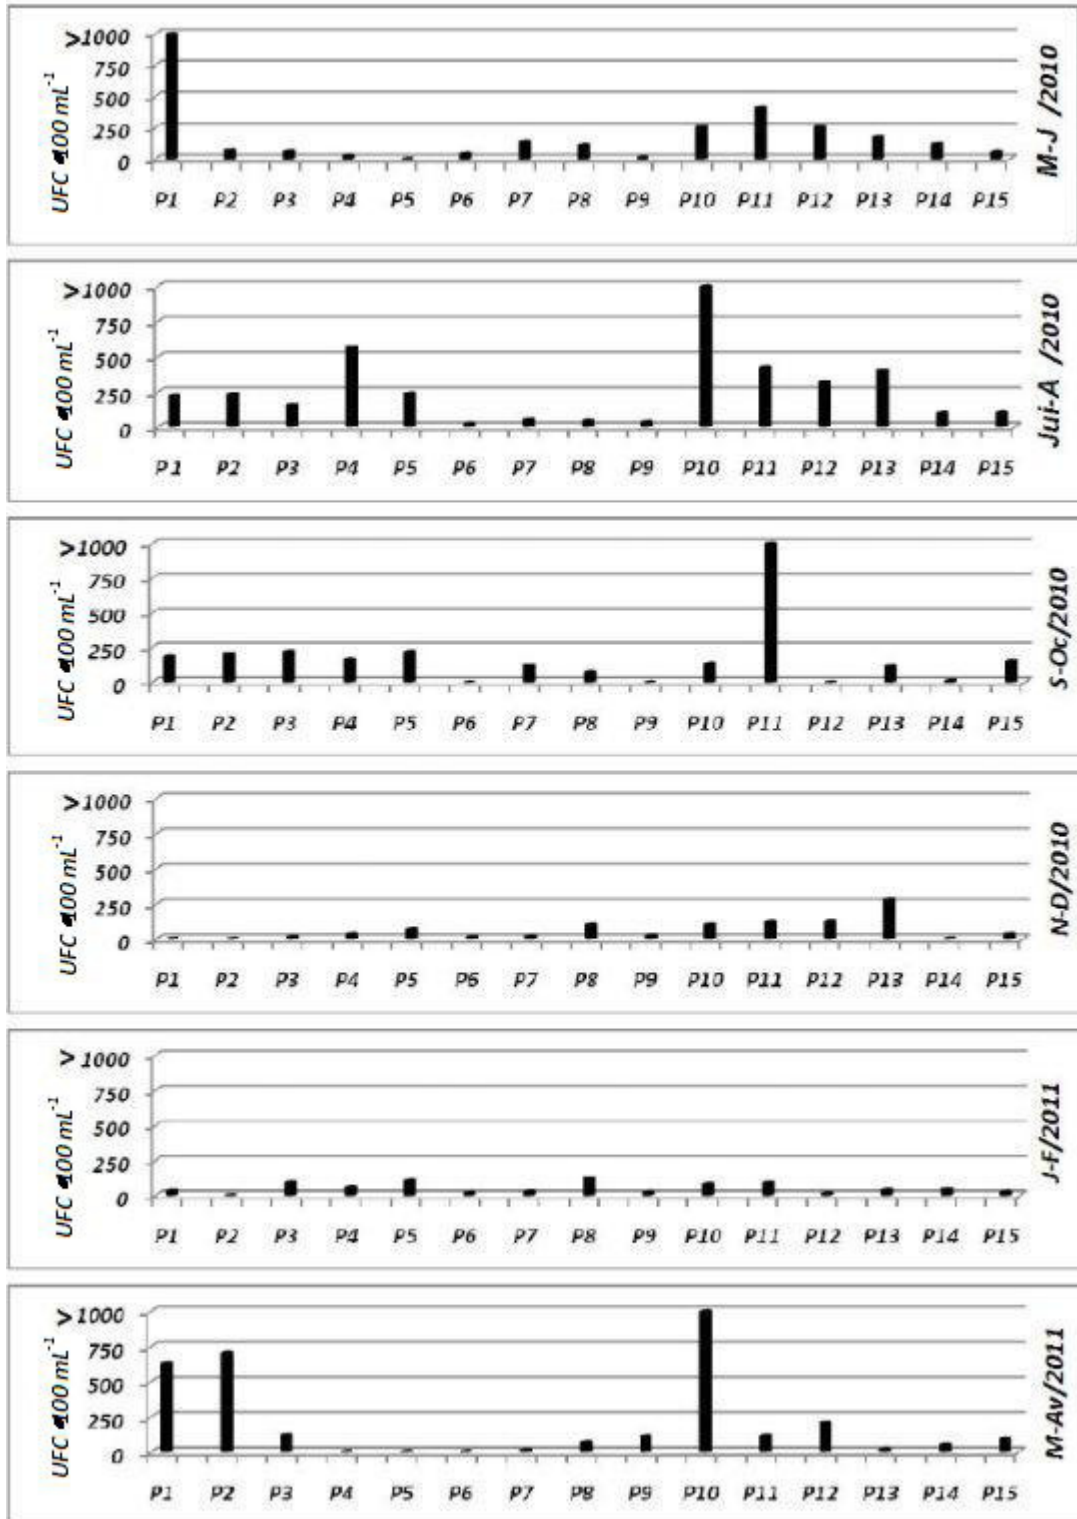 >1000
750
500
250
0
UFC •100 mL⁻¹
P1 P2 P3 P4 P5 P6 P7 P8 P9 P10 P11 P12 P13 P14 P15
M-J /2010
>1000
750
500
250
0
UFC •100 mL⁻¹
P1 P2 P3 P4 P5 P6 P7 P8 P9 P10 P11 P12 P13 P14 P15
Jui-A /2010
>1000
750
500
250
0
UFC •100 mL⁻¹
P1 P2 P3 P4 P5 P6 P7 P8 P9 P10 P11 P12 P13 P14 P15
S-Oc/2010
>1000
750
500
250
0
UFC •100 mL⁻¹
P1 P2 P3 P4 P5 P6 P7 P8 P9 P10 P11 P12 P13 P14 P15
N-D/2010
>1000
750
500
250
0
UFC •100 mL⁻¹
P1 P2 P3 P4 P5 P6 P7 P8 P9 P10 P11 P12 P13 P14 P15
J-F/2011
>1000
750
500
250
0
UFC •100 mL⁻¹
P1 P2 P3 P4 P5 P6 P7 P8 P9 P10 P11 P12 P13 P14 P15
M-Av/2011